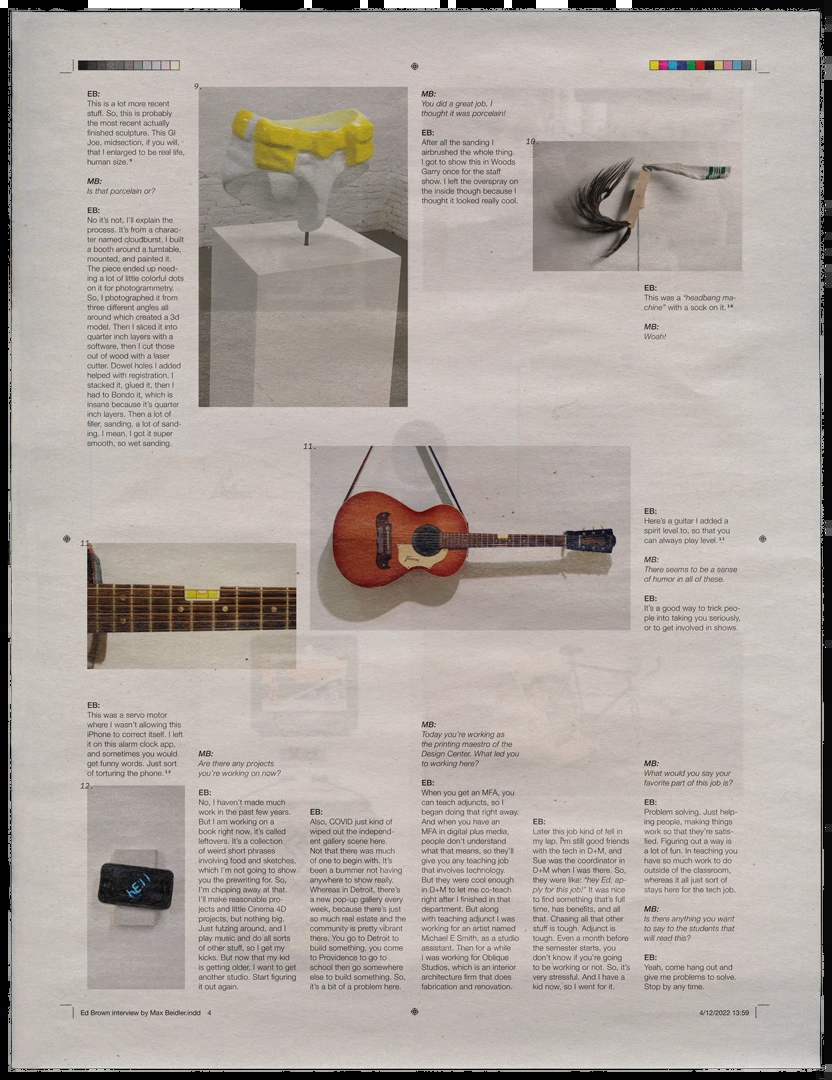 EB:
This is a lot more recent
stuff. So, this is probably
the most recent actually
finished sculpture. This GI
Joe, midsection, if you will,
that I enlarged to be real life,
human size.⁹
MB:
Is that porcelain or?
EB:
No it's not, I'll explain the
process. It's from a charac-
ter named cloudburst. I built
a booth around a turntable,
mounted, and painted it.
The piece ended up need-
ing a lot of little colorful dots
on it for photogrammetry.
So, I photographed it from
three different angles all
around which created a 3d
model. Then I sliced it into
quarter inch layers with a
software, then I cut those
out of wood with a laser
cutter. Dowel holes I added
helped with registration. I
stacked it, glued it, then I
had to Bondo it, which is
insane because it's quarter
inch layers. Then a lot of
filler, sanding, a lot of sand-
ing. I mean, I got it super
smooth, so wet sanding.
9.
MB:
You did a great job, I
thought it was porcelain!
EB:
After all the sanding I
airbrushed the whole thing.
I got to show this in Woods
Garry once for the staff
show. I left the overspray on
the inside though because I
thought it looked really cool.
10.
EB:
This was a "headbang ma-
chine" with a sock on it.¹⁰
MB:
Woah!
11.
11.
EB:
Here's a guitar I added a
spirit level to, so that you
can always play level.¹¹
MB:
There seems to be a sense
of humor in all of these.
EB:
It's a good way to trick peo-
ple into taking you seriously,
or to get involved in shows.
EB:
This was a servo motor
where I wasn't allowing this
iPhone to correct itself. I left
it on this alarm clock app,
and sometimes you would
get funny words. Just sort
of torturing the phone.¹²
12.
hEll
MB:
Are there any projects
you're working on now?
EB:
No, I haven't made much
work in the past few years.
But I am working on a
book right now, it's called
leftovers. It's a collection
of weird short phrases
involving food and sketches,
which I'm not going to show
you the prewriting for. So,
I'm chipping away at that.
I'll make reasonable pro-
jects and little Cinema 4D
projects, but nothing big.
Just futzing around, and I
play music and do all sorts
of other stuff, so I get my
kicks. But now that my kid
is getting older, I want to get
another studio. Start figuring
it out again.
EB:
Also, COVID just kind of
wiped out the independ-
ent gallery scene here.
Not that there was much
of one to begin with. It's
been a bummer not having
anywhere to show really.
Whereas in Detroit, there's
a new pop-up gallery every
week, because there's just
so much real estate and the
community is pretty vibrant
there. You go to Detroit to
build something, you come
to Providence to go to
school then go somewhere
else to build something. So,
it's a bit of a problem here.
MB:
Today you're working as
the printing maestro of the
Design Center. What led you
to working here?
EB:
When you get an MFA, you
can teach adjuncts, so I
began doing that right away.
And when you have an
MFA in digital plus media,
people don't understand
what that means, so they'll
give you any teaching job
that involves technology.
But they were cool enough
in D+M to let me co-teach
right after I finished in that
department. But along
with teaching adjunct I was
working for an artist named
Michael E Smith, as a studio
assistant. Then for a while
I was working for Oblique
Studios, which is an interior
architecture firm that does
fabrication and renovation.
EB:
Later this job kind of fell in
my lap. I'm still good friends
with the tech in D+M, and
Sue was the coordinator in
D+M when I was there. So,
they were like: "hey Ed, ap-
ply for this job!" It was nice
to find something that's full
time, has benefits, and all
that. Chasing all that other
stuff is tough. Adjunct is
tough. Even a month before
the semester starts, you
don't know if you're going
to be working or not. So, it's
very stressful. And I have a
kid now, so I went for it.
MB:
What would you say your
favorite part of this job is?
EB:
Problem solving. Just help-
ing people, making things
work so that they're satis-
fied. Figuring out a way is
a lot of fun. In teaching you
have so much work to do
outside of the classroom,
whereas it all just sort of
stays here for the tech job.
MB:
Is there anything you want
to say to the students that
will read this?
EB:
Yeah, come hang out and
give me problems to solve.
Stop by any time.
Ed Brown interview by Max Beidler.indd 4
4/12/2022 13:59